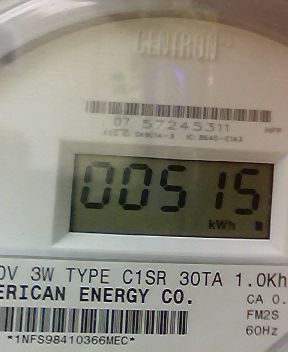 CENTRON
07 57245311
HPP
00515
kWh
0V 3W TYPE C1SR 30TA 1.0Kh
ERICAN ENERGY CO.
CA 0.
FM2S
60Hz
*1NFS98410366MEC*